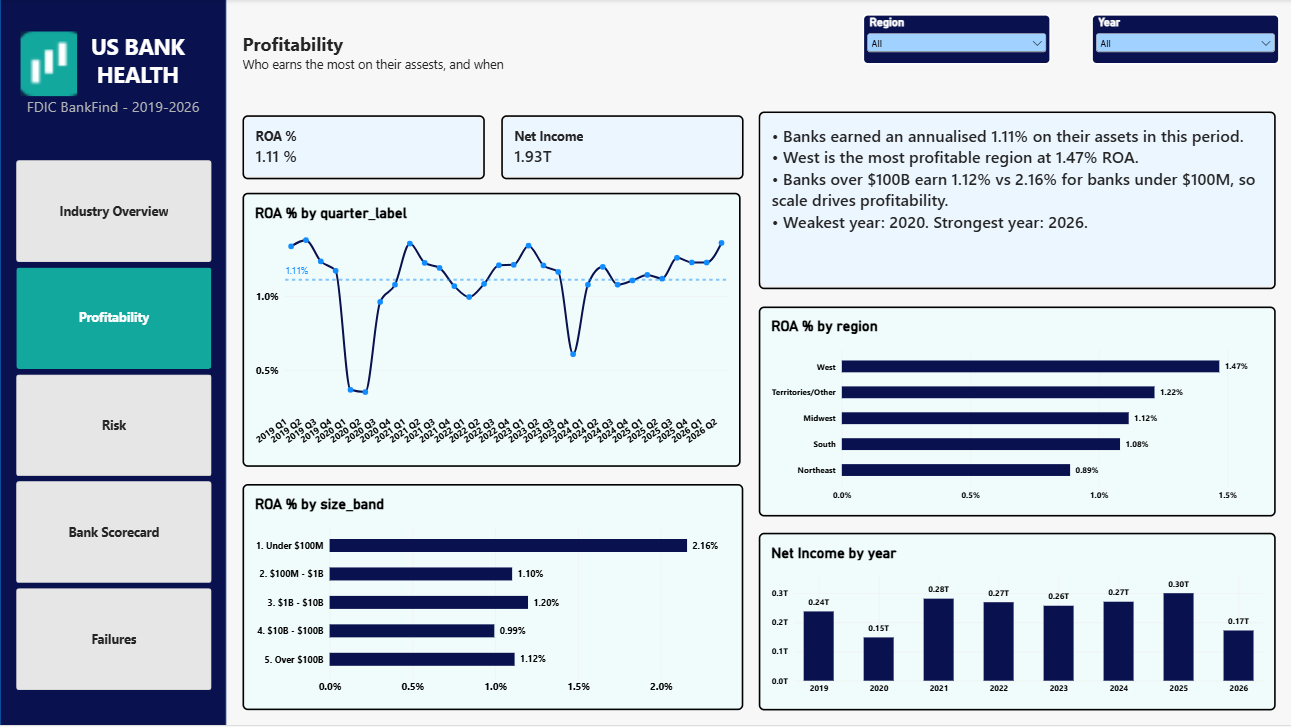 US BANK
HEALTH
FDIC BankFind - 2019-2026
Industry Overview
Profitability
Risk
Bank Scorecard
Failures
Profitability
Who earns the most on their assests, and when
Region
All
Year
All
ROA %
1.11 %
Net Income
1.93T
• Banks earned an annualised 1.11% on their assets in this period.
• West is the most profitable region at 1.47% ROA.
• Banks over $100B earn 1.12% vs 2.16% for banks under $100M, so
scale drives profitability.
• Weakest year: 2020. Strongest year: 2026.
ROA % by quarter_label
1.11%
1.0%
0.5%
2019 Q1
2019 Q2
2019 Q3
2019 Q4
2020 Q1
2020 Q2
2020 Q3
2020 Q4
2021 Q1
2021 Q2
2021 Q3
2021 Q4
2022 Q1
2022 Q2
2022 Q3
2022 Q4
2023 Q1
2023 Q2
2023 Q3
2023 Q4
2024 Q1
2024 Q2
2024 Q3
2024 Q4
2025 Q1
2025 Q2
2025 Q3
2025 Q4
2026 Q1
2026 Q2
ROA % by region
West 1.47%
Territories/Other 1.22%
Midwest 1.12%
South 1.08%
Northeast 0.89%
0.0% 0.5% 1.0% 1.5%
ROA % by size_band
1. Under $100M 2.16%
2. $100M - $1B 1.10%
3. $1B - $10B 1.20%
4. $10B - $100B 0.99%
5. Over $100B 1.12%
0.0% 0.5% 1.0% 1.5% 2.0%
Net Income by year
0.3T
0.2T
0.1T
0.0T
0.24T 0.15T 0.28T 0.27T 0.26T 0.27T 0.30T 0.17T
2019 2020 2021 2022 2023 2024 2025 2026